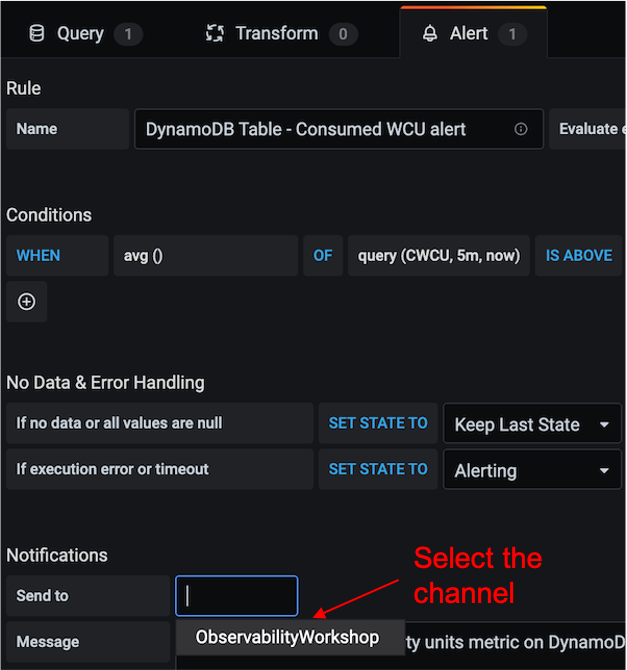 Query 1 Transform 0 Alert 1
Rule
Name DynamoDB Table - Consumed WCU alert Evaluate e
Conditions
WHEN avg () OF query (CWCU, 5m, now) IS ABOVE
No Data & Error Handling
If no data or all values are null SET STATE TO Keep Last State
If execution error or timeout SET STATE TO Alerting
Notifications
Select the
channel
Send to
ObservabilityWorkshop
Message ty units metric on DynamoD